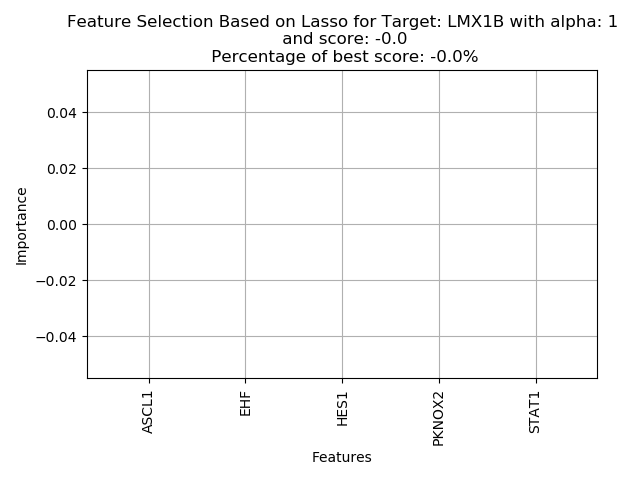 Feature Selection Based on Lasso for Target: LMX1B with alpha: 1
and score: -0.0
Percentage of best score: -0.0%
0.04
0.02
0.00
−0.02
−0.04
Importance
ASCL1
EHF
HES1
PKNOX2
STAT1
Features